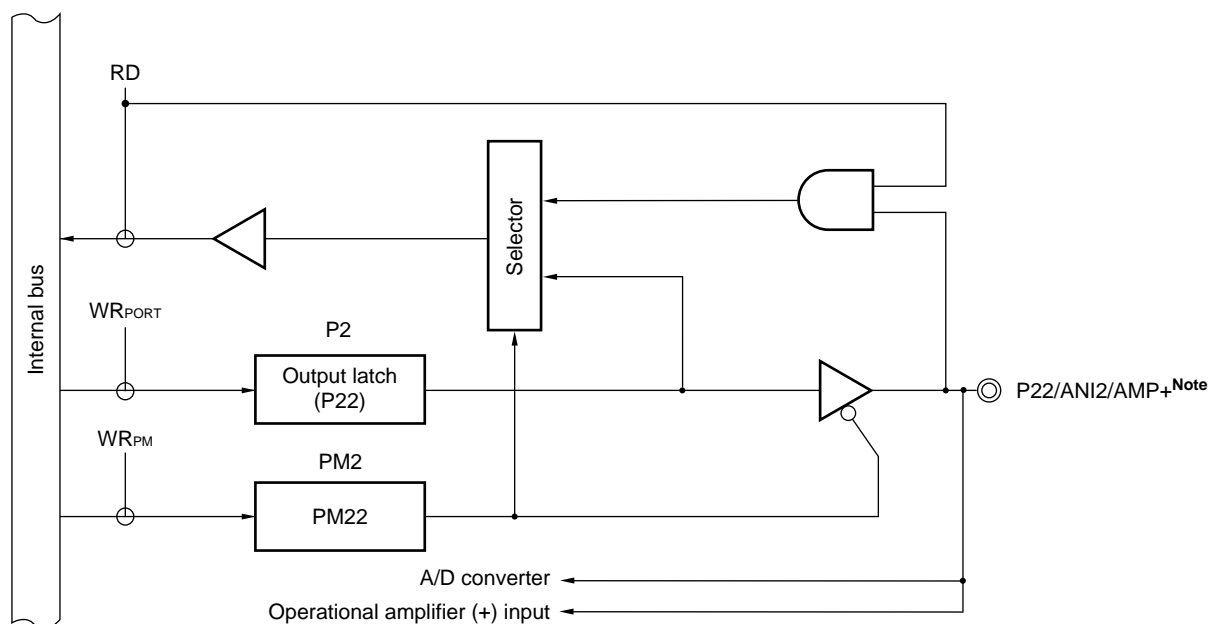 RD
Selector
Internal bus
WRPORT
P2
Output latch
(P22)
P22/ANI2/AMP+Note
WRPM
PM2
PM22
A/D converter
Operational amplifier (+) input